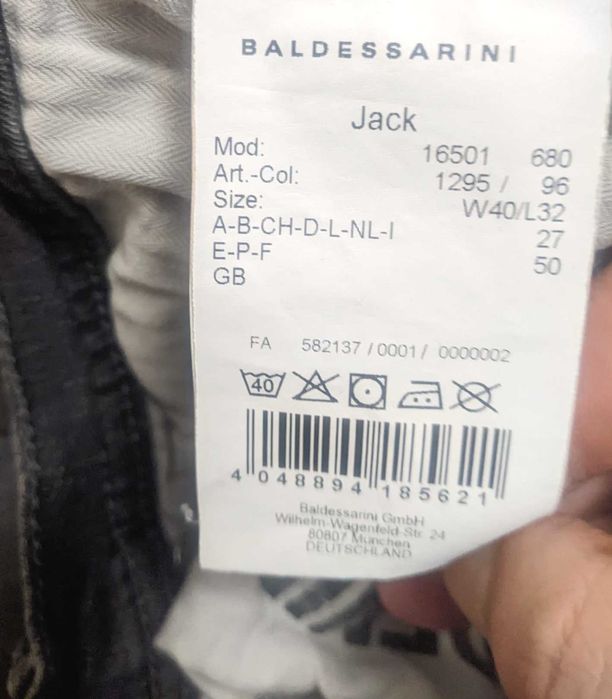 BALDESSARINI
Jack
Mod: 16501 680
Art.-Col: 1295 / 96
Size: W40/L32
A-B-CH-D-L-NL-I 27
E-P-F 50
GB
FA 582137 / 0001 / 0000002
40
4 048894 185621
Baldessarini GmbH
Wilhelm-Wagenfeld-Str. 24
80807 München
DEUTSCHLAND